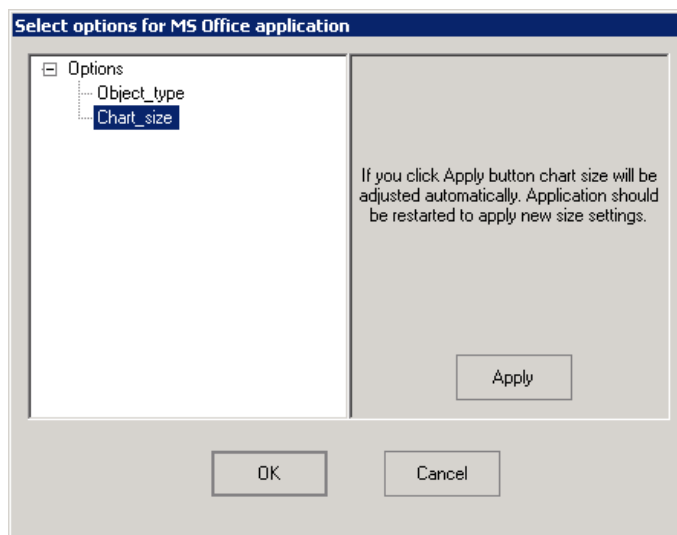 Select options for MS Office application
Options
Object_type
Chart_size
If you click Apply button chart size will be
adjusted automatically. Application should
be restarted to apply new size settings.
Apply
OK
Cancel